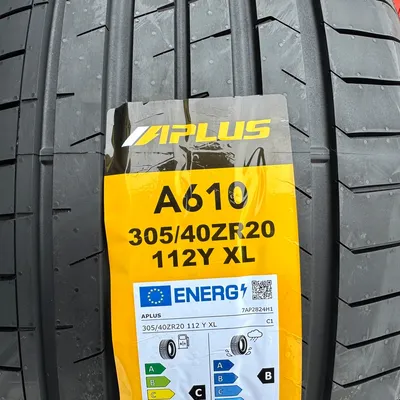 APLUS
A610
305/40ZR20
112Y XL
ENERG
APLUS 7AP2824H1
305/40ZR20 112 Y XL C1
A A
B B B
C C